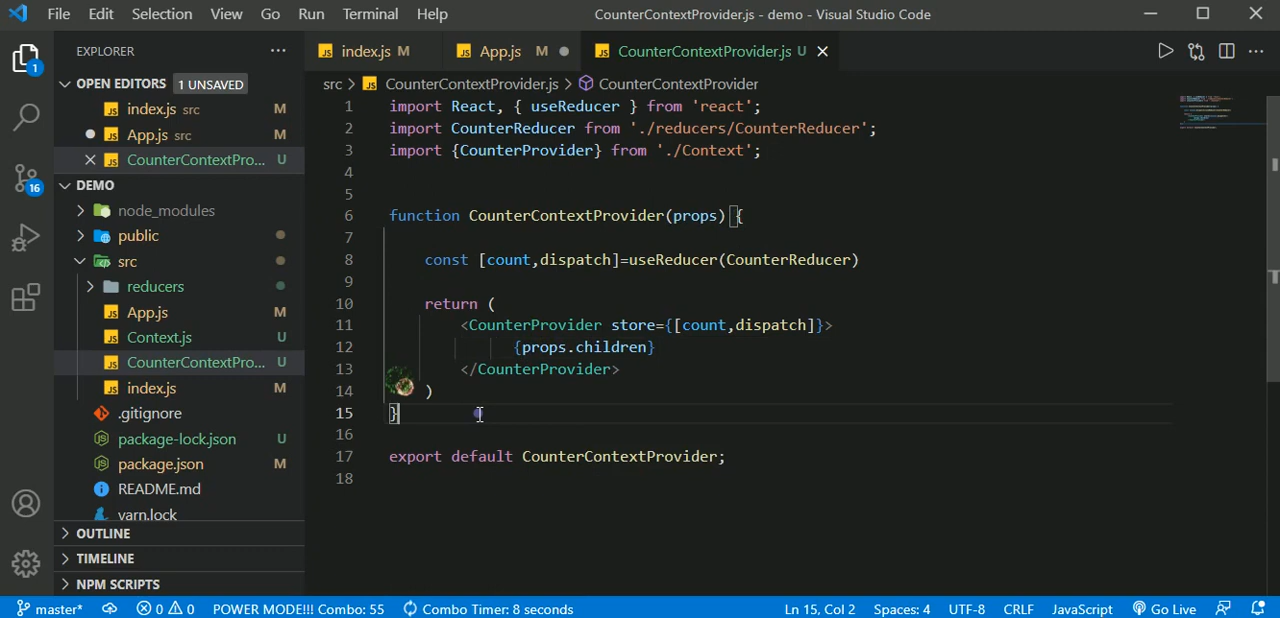 File Edit Selection View Go Run Terminal Help CounterContextProvider.js - demo - Visual Studio Code
EXPLORER
OPEN EDITORS 1 UNSAVED
index.js src M
App.js src M
CounterContextPro... U
DEMO
node_modules
public
src
reducers
App.js M
Context.js U
CounterContextPro... U
index.js M
.gitignore
package-lock.json U
package.json M
README.md
yarn.lock
OUTLINE
TIMELINE
NPM SCRIPTS
1
16
index.js M App.js M CounterContextProvider.js U
src > CounterContextProvider.js > CounterContextProvider
1 import React, { useReducer } from 'react';
2 import CounterReducer from './reducers/CounterReducer';
3 import {CounterProvider} from './Context';
4
5
6 function CounterContextProvider(props) {
7
8 const [count,dispatch]=useReducer(CounterReducer)
9
10 return (
11 <CounterProvider store={[count,dispatch]}>
12 {props.children}
13 </CounterProvider>
14 )
15 }
16
17 export default CounterContextProvider;
18
master* 0 0 POWER MODE!!! Combo: 55 Combo Timer: 8 seconds Ln 15, Col 2 Spaces: 4 UTF-8 CRLF JavaScript Go Live